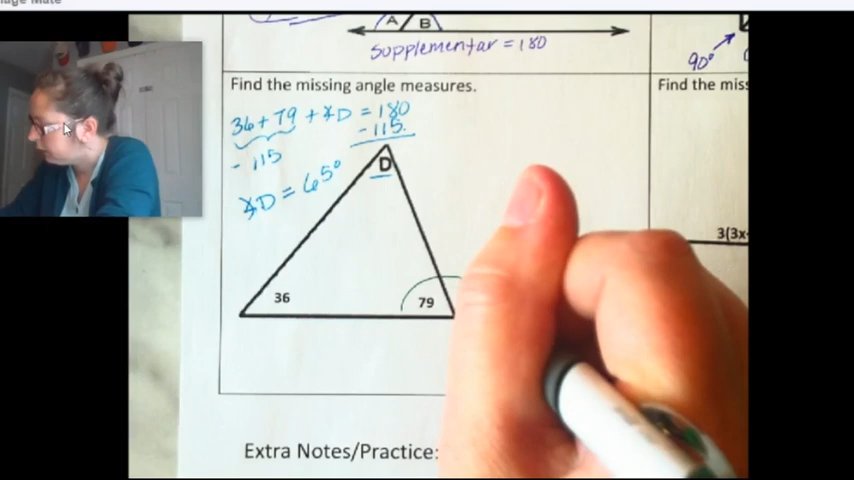 A B
supplementar = 180
90°
Find the missing angle measures.
36 + 79 + ∡D = 180
- 115 - 115
∡D = 65°
D
36
79
Find the miss
3(3x-
Extra Notes/Practice: